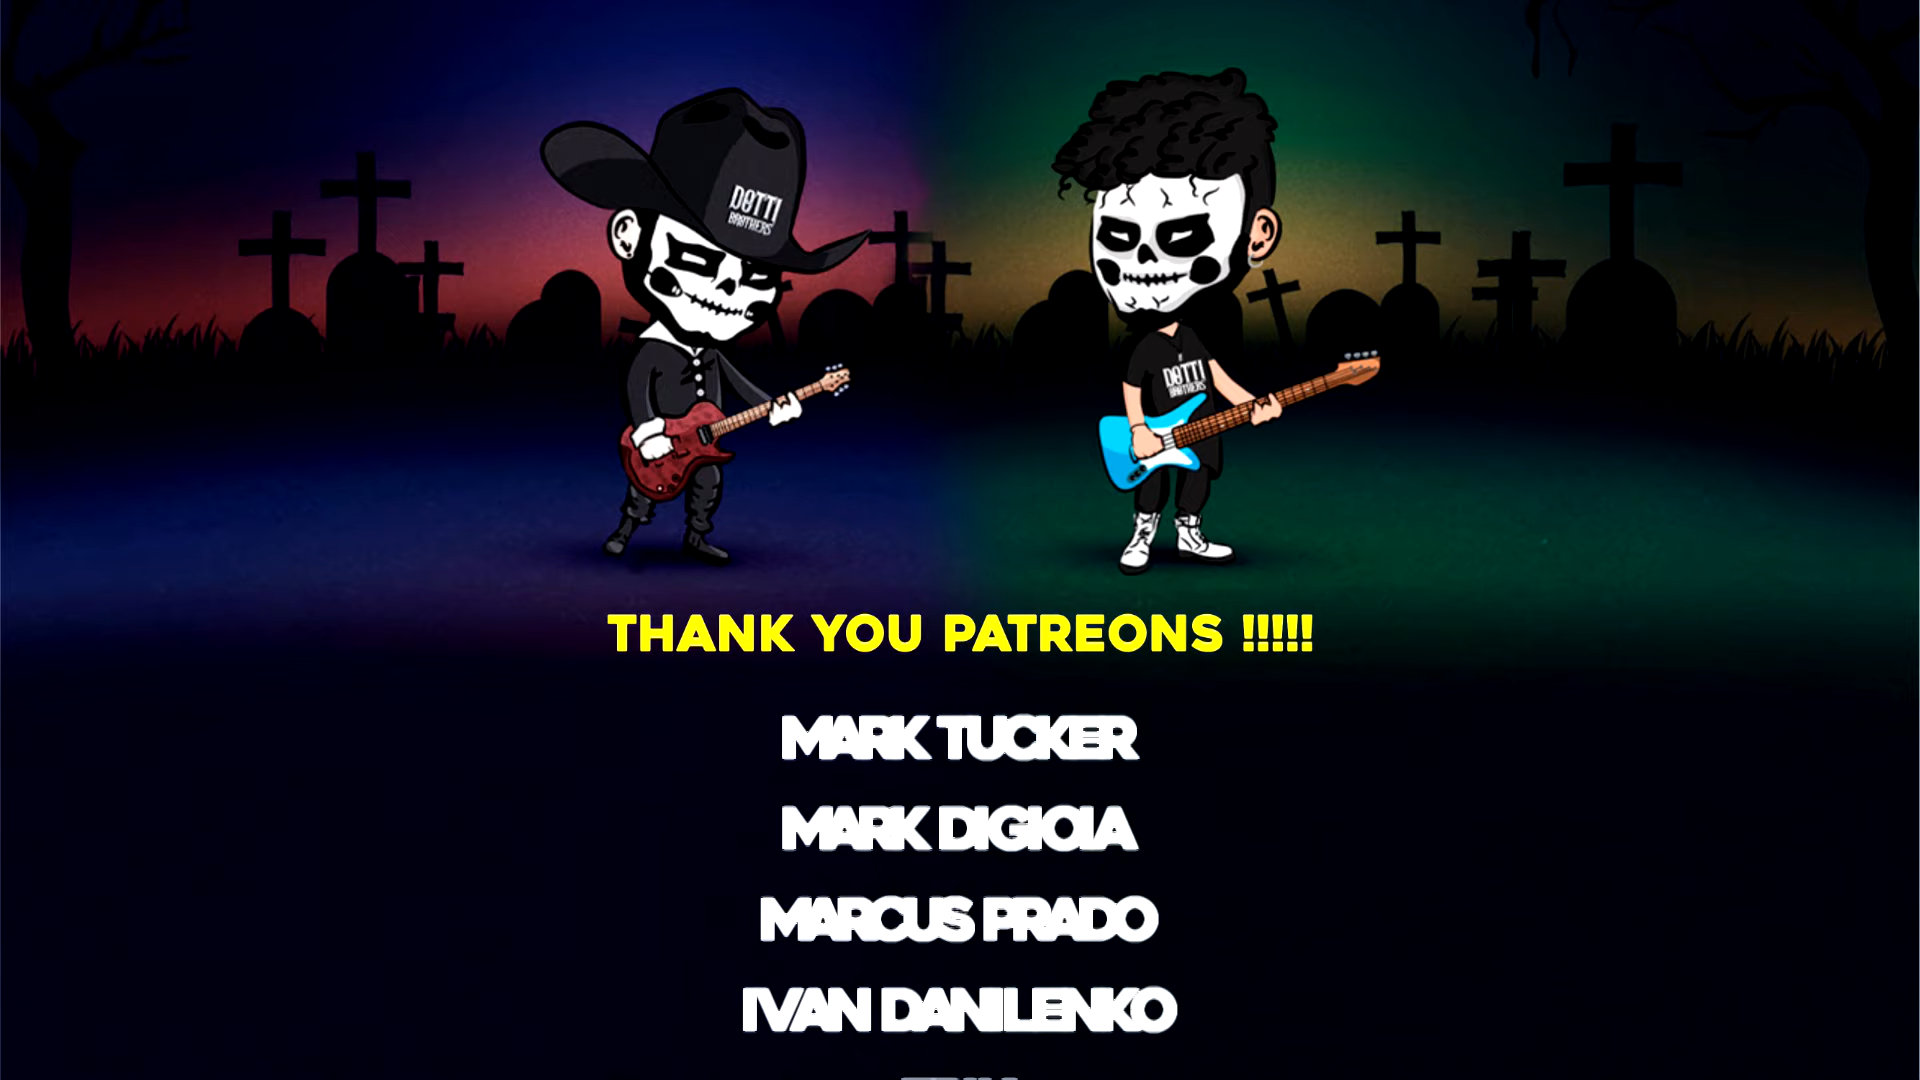 DOTTI
BROTHERS
DOTTI
BROTHERS
THANK YOU PATREONS !!!!!
MARK TUCKER
MARK DIGIOIA
MARCUS PRADO
IVAN DANILENKO